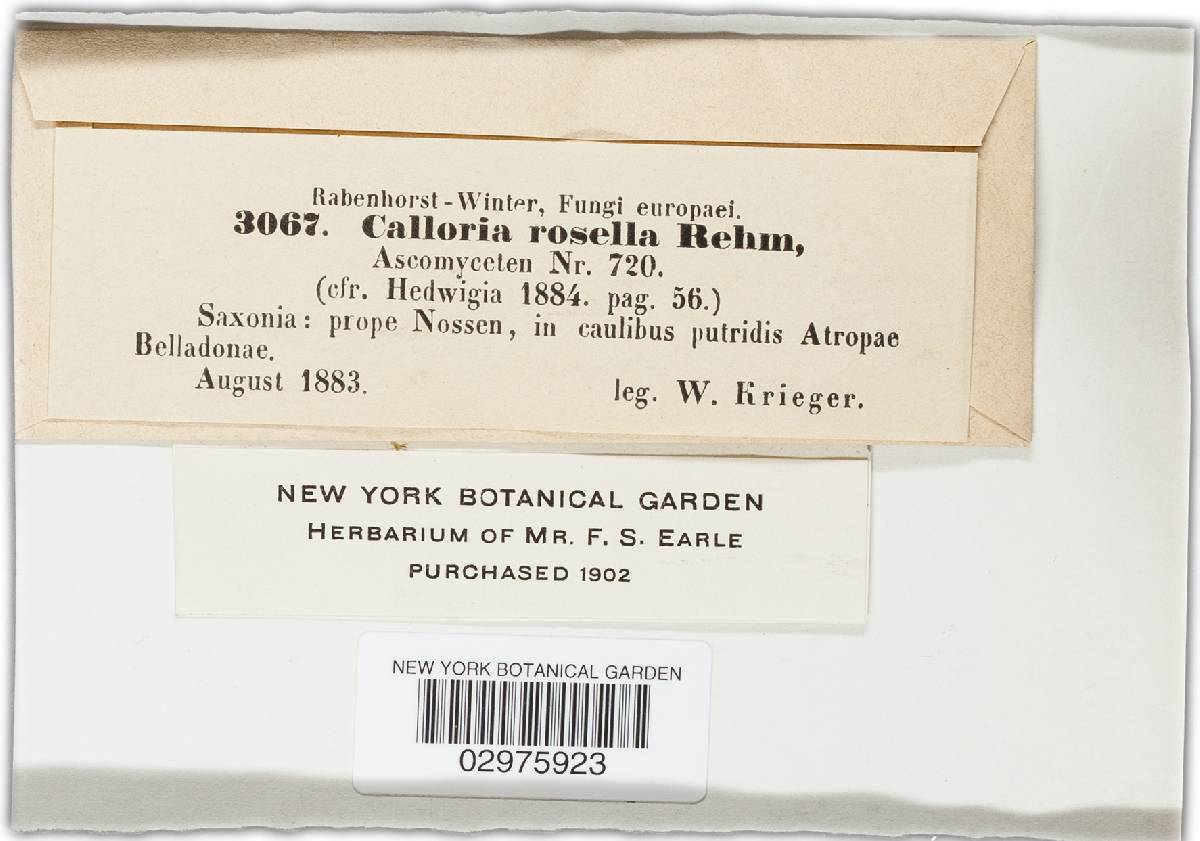 Rabenhorst-Winter, Fungi europaei.
3067. Calloria rosella Rehm,
Ascomyceten Nr. 720.
(cfr. Hedwigia 1884. pag. 56.)
Saxonia: prope Nossen, in caulibus putridis Atropae
Belladonae.
August 1883. leg. W. Krieger.
NEW YORK BOTANICAL GARDEN
HERBARIUM OF MR. F. S. EARLE
PURCHASED 1902
NEW YORK BOTANICAL GARDEN
02975923